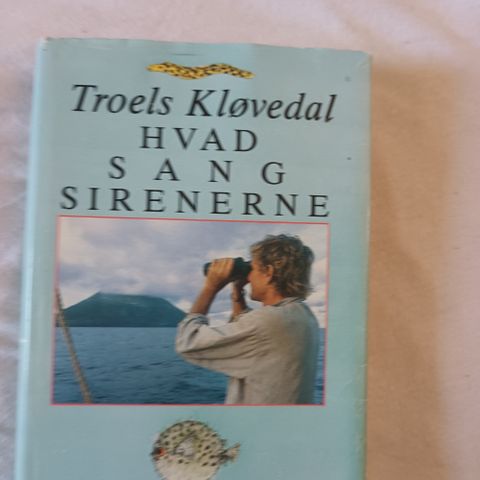 Troels Kløvedal
HVAD
SANG
SIRENERNE